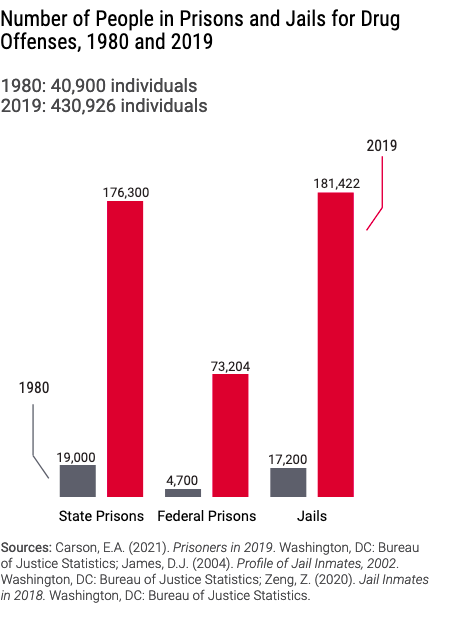 Number of People in Prisons and Jails for Drug
Offenses, 1980 and 2019
1980: 40,900 individuals
2019: 430,926 individuals
2019
181,422
176,300
73,204
1980
19,000
4,700
17,200
State Prisons
Federal Prisons
Jails
Sources: Carson, E.A. (2021). Prisoners in 2019. Washington, DC: Bureau
of Justice Statistics; James, D.J. (2004). Profile of Jail Inmates, 2002.
Washington, DC: Bureau of Justice Statistics; Zeng, Z. (2020). Jail Inmates
in 2018. Washington, DC: Bureau of Justice Statistics.